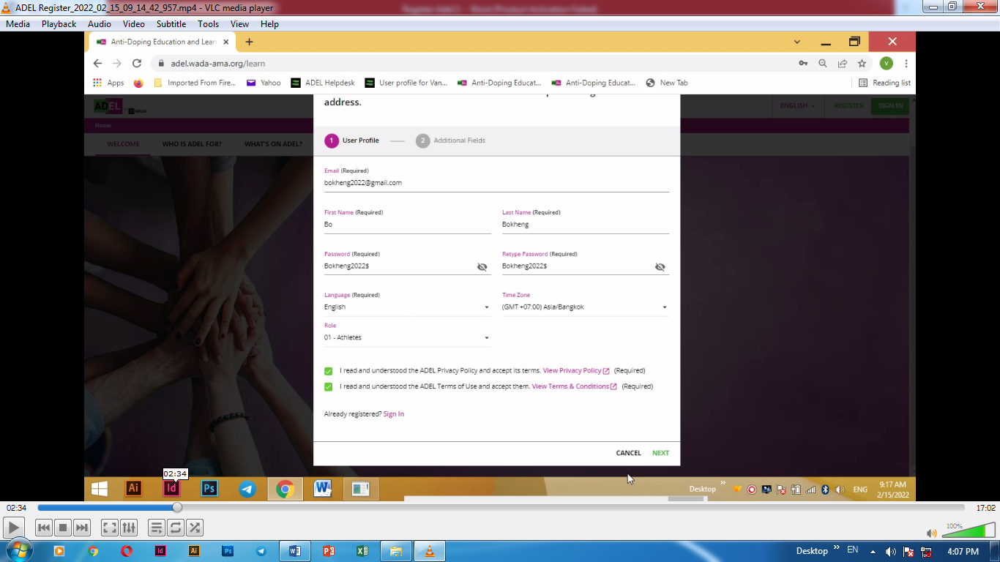 ADEL Register_2022_02_15_09_14_42_957.mp4 - VLC media player
Media Playback Audio Video Subtitle Tools View Help
Anti-Doping Education and Lear
adel.wada-ama.org/learn
V
Apps Imported From Fire... Yahoo ADEL Helpdesk User profile for Van... Anti-Doping Educat... Anti-Doping Educat... New Tab Reading list
address.
ADEL WADA ENGLISH REGISTER SIGN IN
Home
1 User Profile 2 Additional Fields
WELCOME WHO IS ADEL FOR? WHAT'S ON ADEL?
Email (Required)
bokheng2022@gmail.com
First Name (Required) Last Name (Required)
Bo Bokheng
Password (Required) Retype Password (Required)
Bokheng2022$ Bokheng2022$
Language (Required) Time Zone
English (GMT +07:00) Asia/Bangkok
Role
01 - Athletes
I read and understood the ADEL Privacy Policy and accept its terms. View Privacy Policy (Required)
I read and understood the ADEL Terms of Use and accept them. View Terms & Conditions (Required)
Already registered? Sign In
CANCEL NEXT
02:34
Ai Id Ps W Desktop » ENG 9:17 AM
2/15/2022
02:34 17:02
100%
Id Ai Ps W P X Desktop » EN 4:07 PM